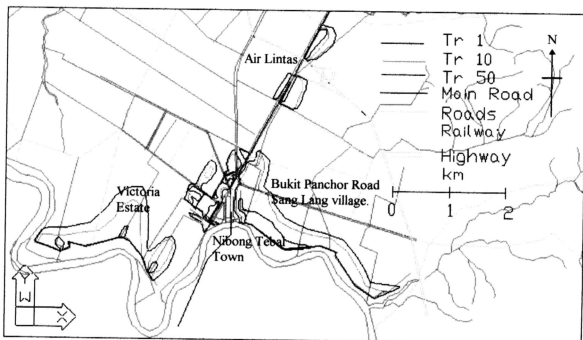 Air Lintas
Tr 1
Tr 10
Tr 50
Main Road
Roads
Railway
Highway
km
0 1 2
N
Victoria
Estate
Bukit Panchor Road
Sang Lang village.
Nibong Tebal
Town
W
X